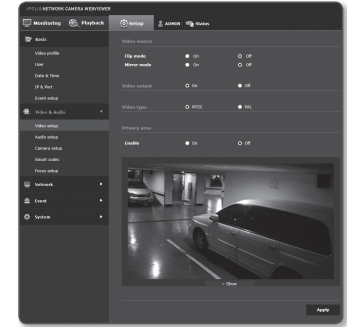 iPOLiS NETWORK CAMERA WEBVIEWER
Monitoring Playback Setup ADMIN Status
Basic
Video profile
User
Date & Time
IP & Port
Event setup
Video & Audio
Video setup
Audio setup
Camera setup
Smart codec
Focus setup
Network
Event
System
Video source
Flip mode On Off
Mirror mode On Off
Video output On Off
Video type NTSC PAL
Privacy area
Enable On Off
Show
Apply